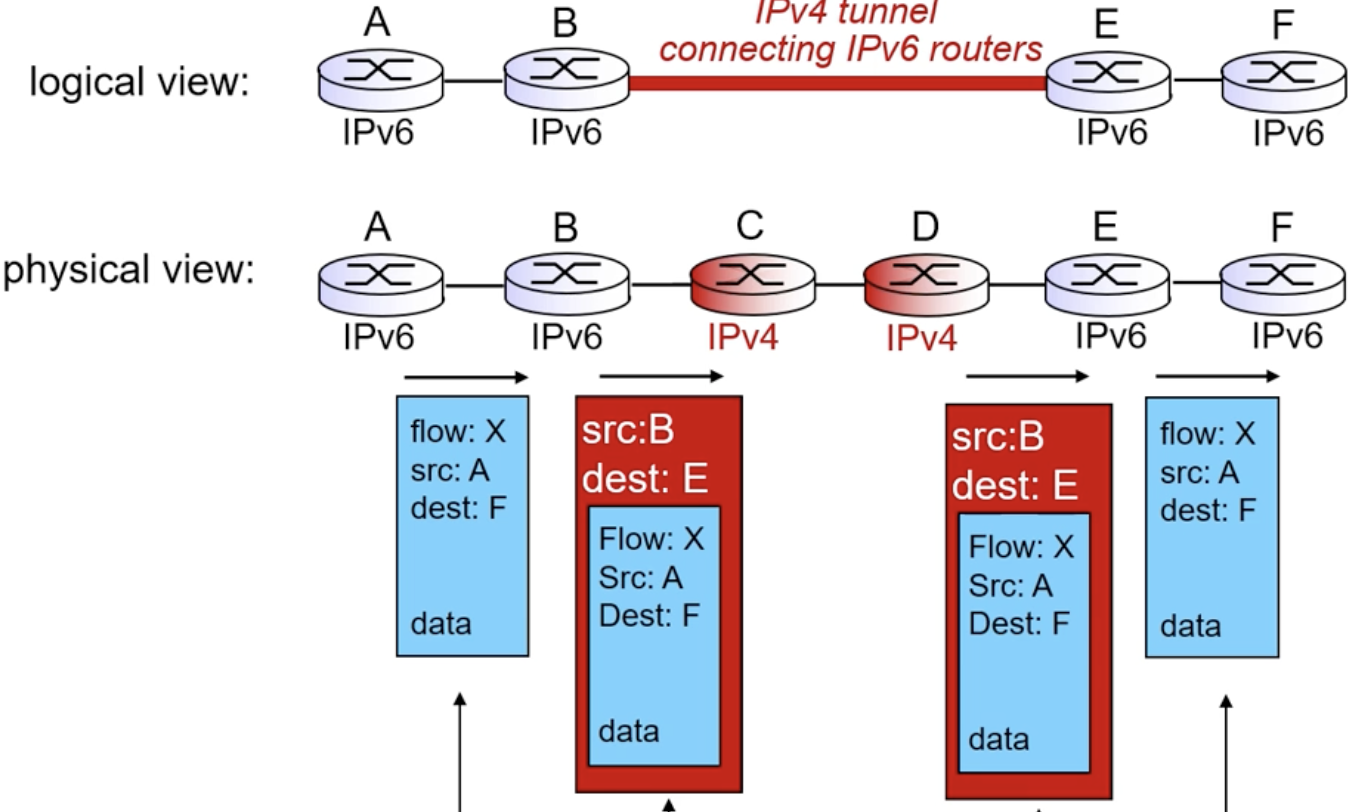 IPv4 tunnel
connecting IPv6 routers
A
B
E
F
logical view:
IPv6
IPv6
IPv6
IPv6
A
B
C
D
E
F
physical view:
IPv6
IPv6
IPv4
IPv4
IPv6
IPv6
flow: X
src: A
dest: F
data
src:B
dest: E
Flow: X
Src: A
Dest: F
data
src:B
dest: E
Flow: X
Src: A
Dest: F
data
flow: X
src: A
dest: F
data